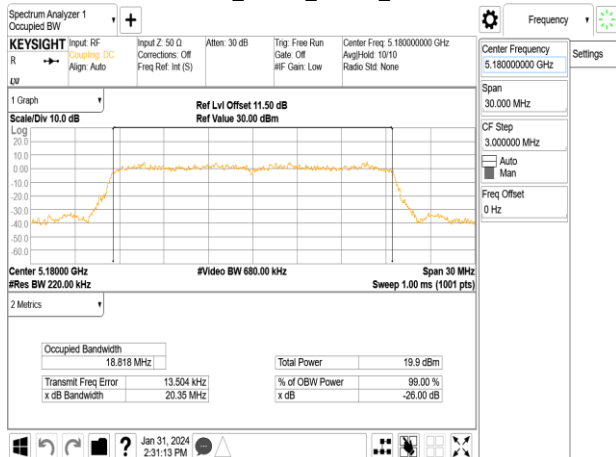 Spectrum Analyzer 1
Occupied BW
+
Frequency
KEYSIGHT
R
LXI
Input: RF
Coupling: DC
Align: Auto
Input Z: 50 Ω
Corrections: Off
Freq Ref: Int (S)
Atten: 30 dB
Trig: Free Run
Gate: Off
#IF Gain: Low
Center Freq: 5.180000000 GHz
Avg|Hold: 10/10
Radio Std: None
Center Frequency
5.180000000 GHz
Settings
Span
30.000 MHz
CF Step
3.000000 MHz
Auto
Man
Freq Offset
0 Hz
1 Graph
Scale/Div 10.0 dB
Ref Lvl Offset 11.50 dB
Ref Value 30.00 dBm
Log
20.0
10.0
0.00
-10.0
-20.0
-30.0
-40.0
-50.0
-60.0
Center 5.18000 GHz
#Video BW 680.00 kHz
Span 30 MHz
#Res BW 220.00 kHz
Sweep 1.00 ms (1001 pts)
2 Metrics
Occupied Bandwidth
18.818 MHz
Total Power 19.9 dBm
Transmit Freq Error 13.504 kHz
% of OBW Power 99.00 %
x dB Bandwidth 20.35 MHz
x dB -26.00 dB
?
Jan 31, 2024
2:31:13 PM